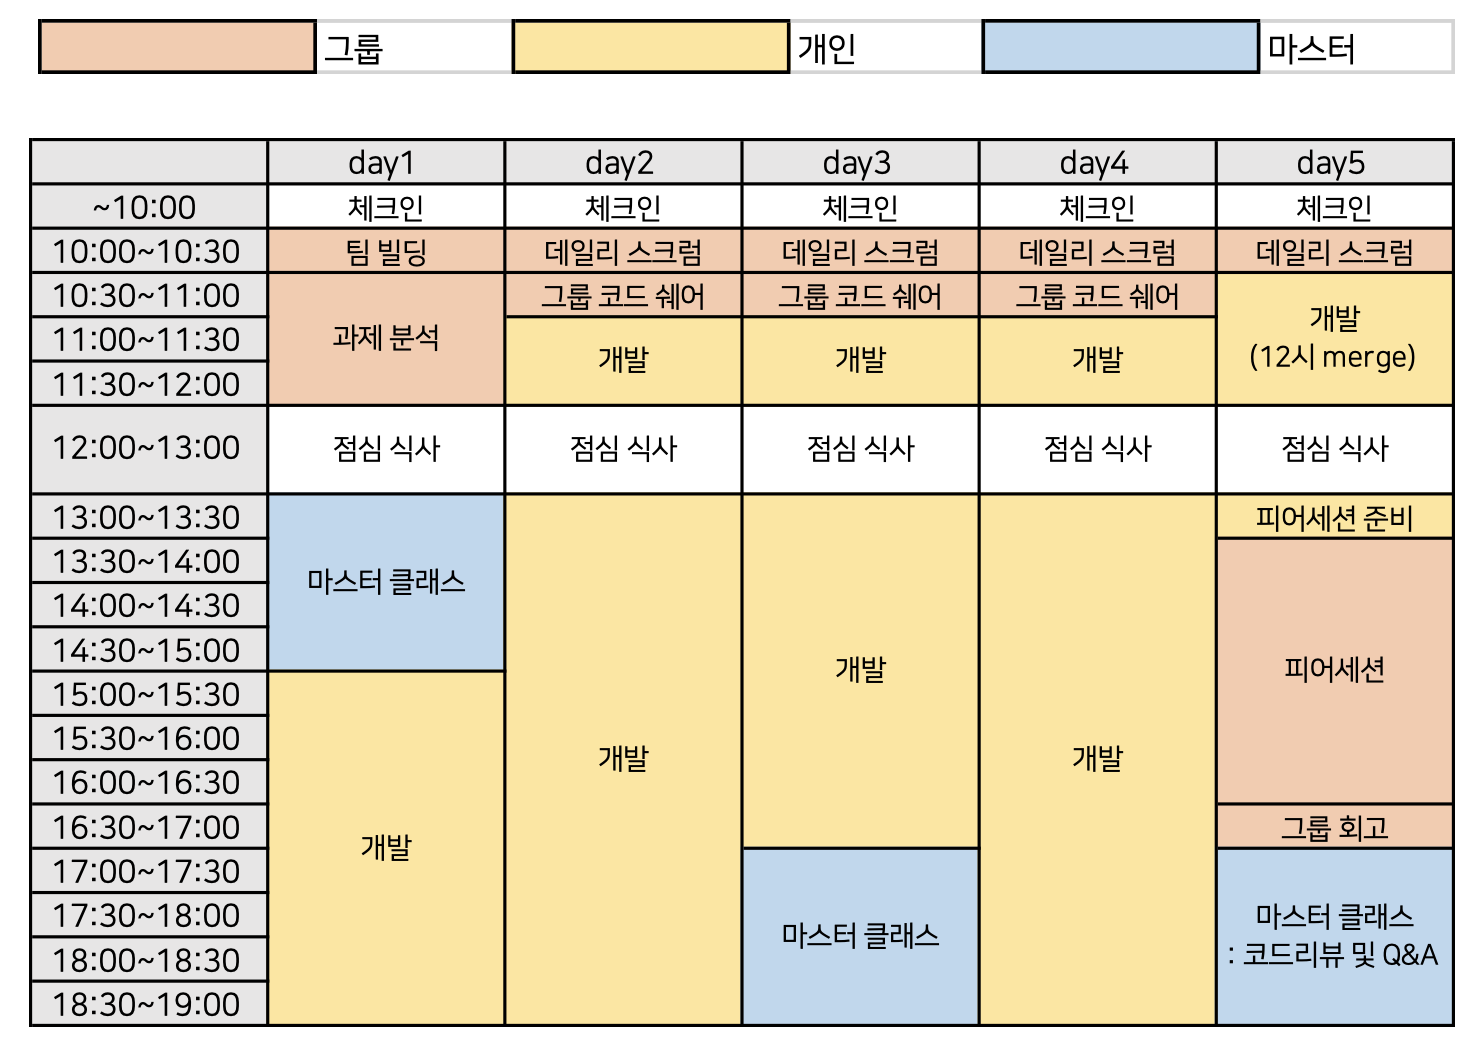 그룹 개인 마스터
day1 day2 day3 day4 day5
~10:00 체크인 체크인 체크인 체크인 체크인
10:00~10:30 팀 빌딩 데일리 스크럼 데일리 스크럼 데일리 스크럼 데일리 스크럼
10:30~11:00 그룹 코드 쉐어 그룹 코드 쉐어 그룹 코드 쉐어
개발
11:00~11:30 과제 분석
개발 개발 개발 (12시 merge)
11:30~12:00
12:00~13:00 점심 식사 점심 식사 점심 식사 점심 식사 점심 식사
13:00~13:30 피어세션 준비
13:30~14:00 마스터 클래스
14:00~14:30
14:30~15:00 개발 피어세션
15:00~15:30
15:30~16:00 개발 개발
16:00~16:30
16:30~17:00 개발 그룹 회고
17:00~17:30
17:30~18:00 마스터 클래스 마스터 클래스
18:00~18:30 : 코드리뷰 및 Q&A
18:30~19:00